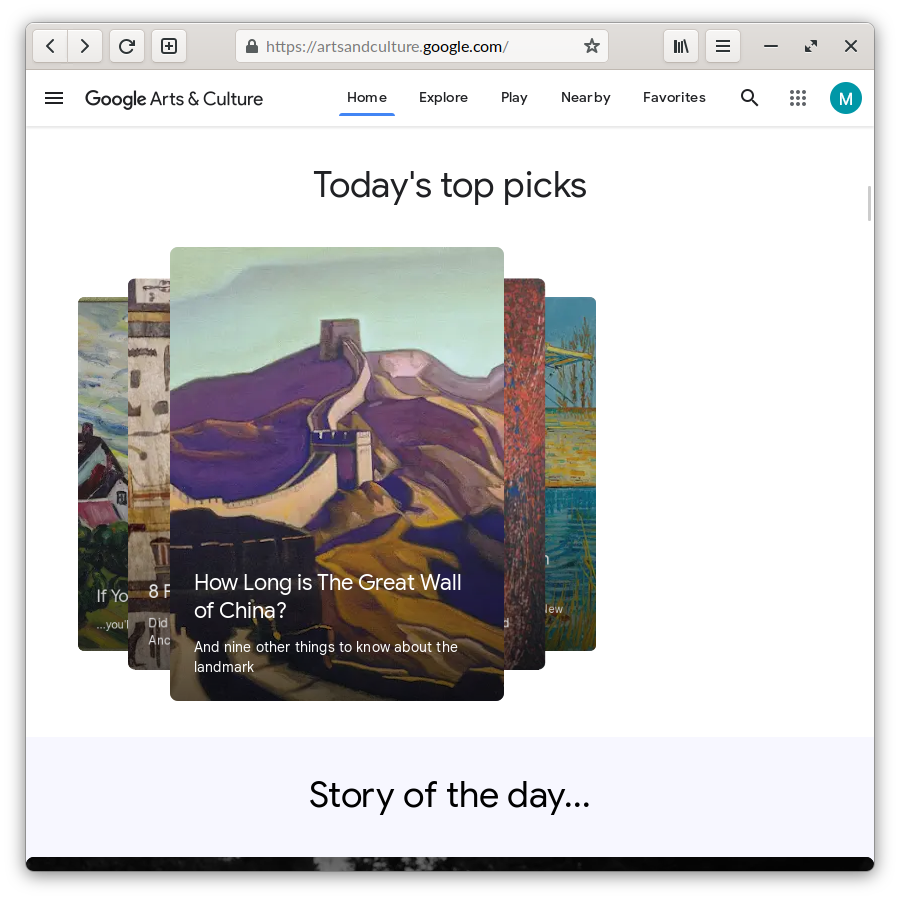 https://artsandculture.google.com/
Google Arts & Culture
Home
Explore
Play
Nearby
Favorites
M
Today's top picks
If Yo
...you'l
8
Did
Anc
How Long is The Great Wall
of China?
And nine other things to know about the
landmark
Story of the day...